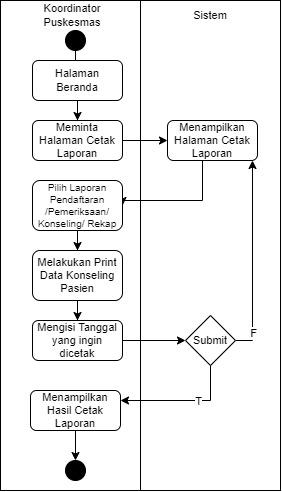 Koordinator
Puskesmas
Sistem
Halaman
Beranda
Meminta
Halaman Cetak
Laporan
Menampilkan
Halaman Cetak
Laporan
Pilih Laporan
Pendaftaran
/Pemeriksaan/
Konseling/ Rekap
Melakukan Print
Data Konseling
Pasien
Mengisi Tanggal
yang ingin
dicetak
Submit
F
T
Menampilkan
Hasil Cetak
Laporan